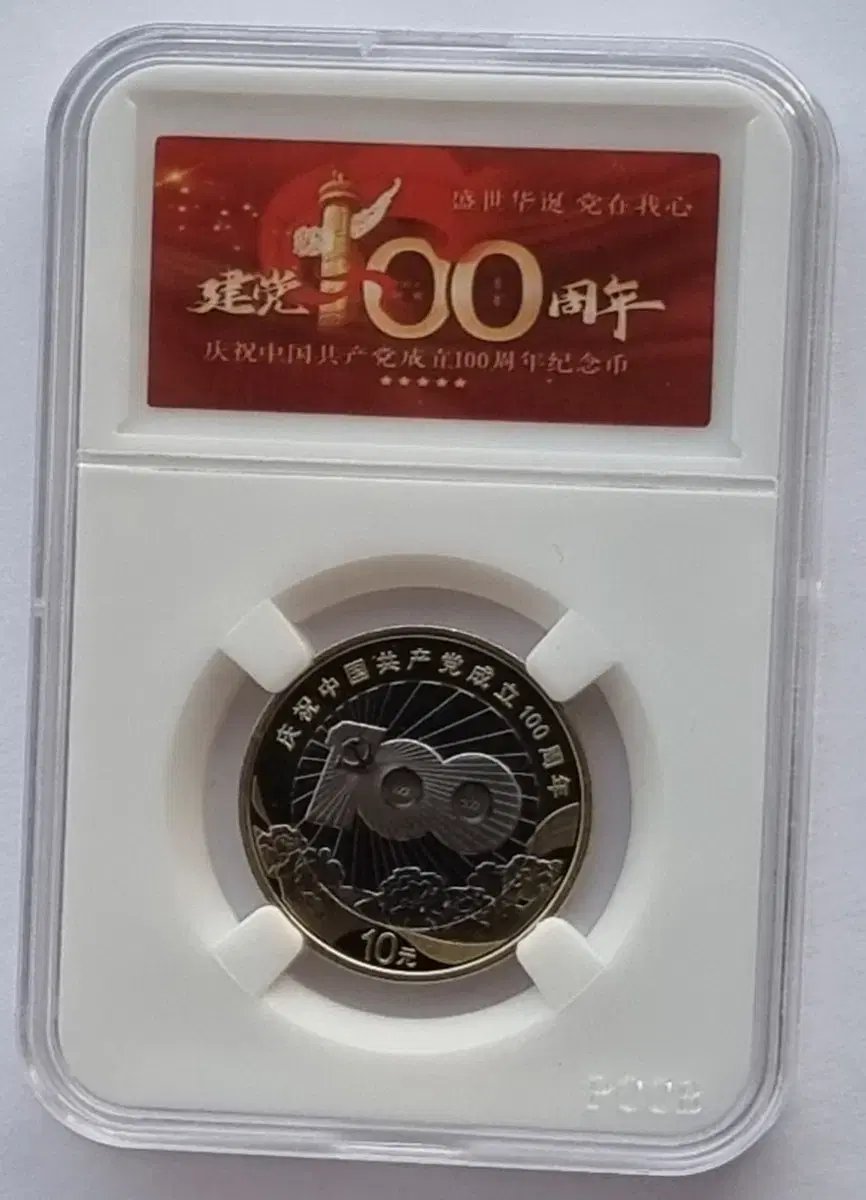 盛世华诞 党在我心
建党100周年
庆祝中国共产党成立100周年纪念币
庆祝中国共产党成立100周年
10元
PCCB